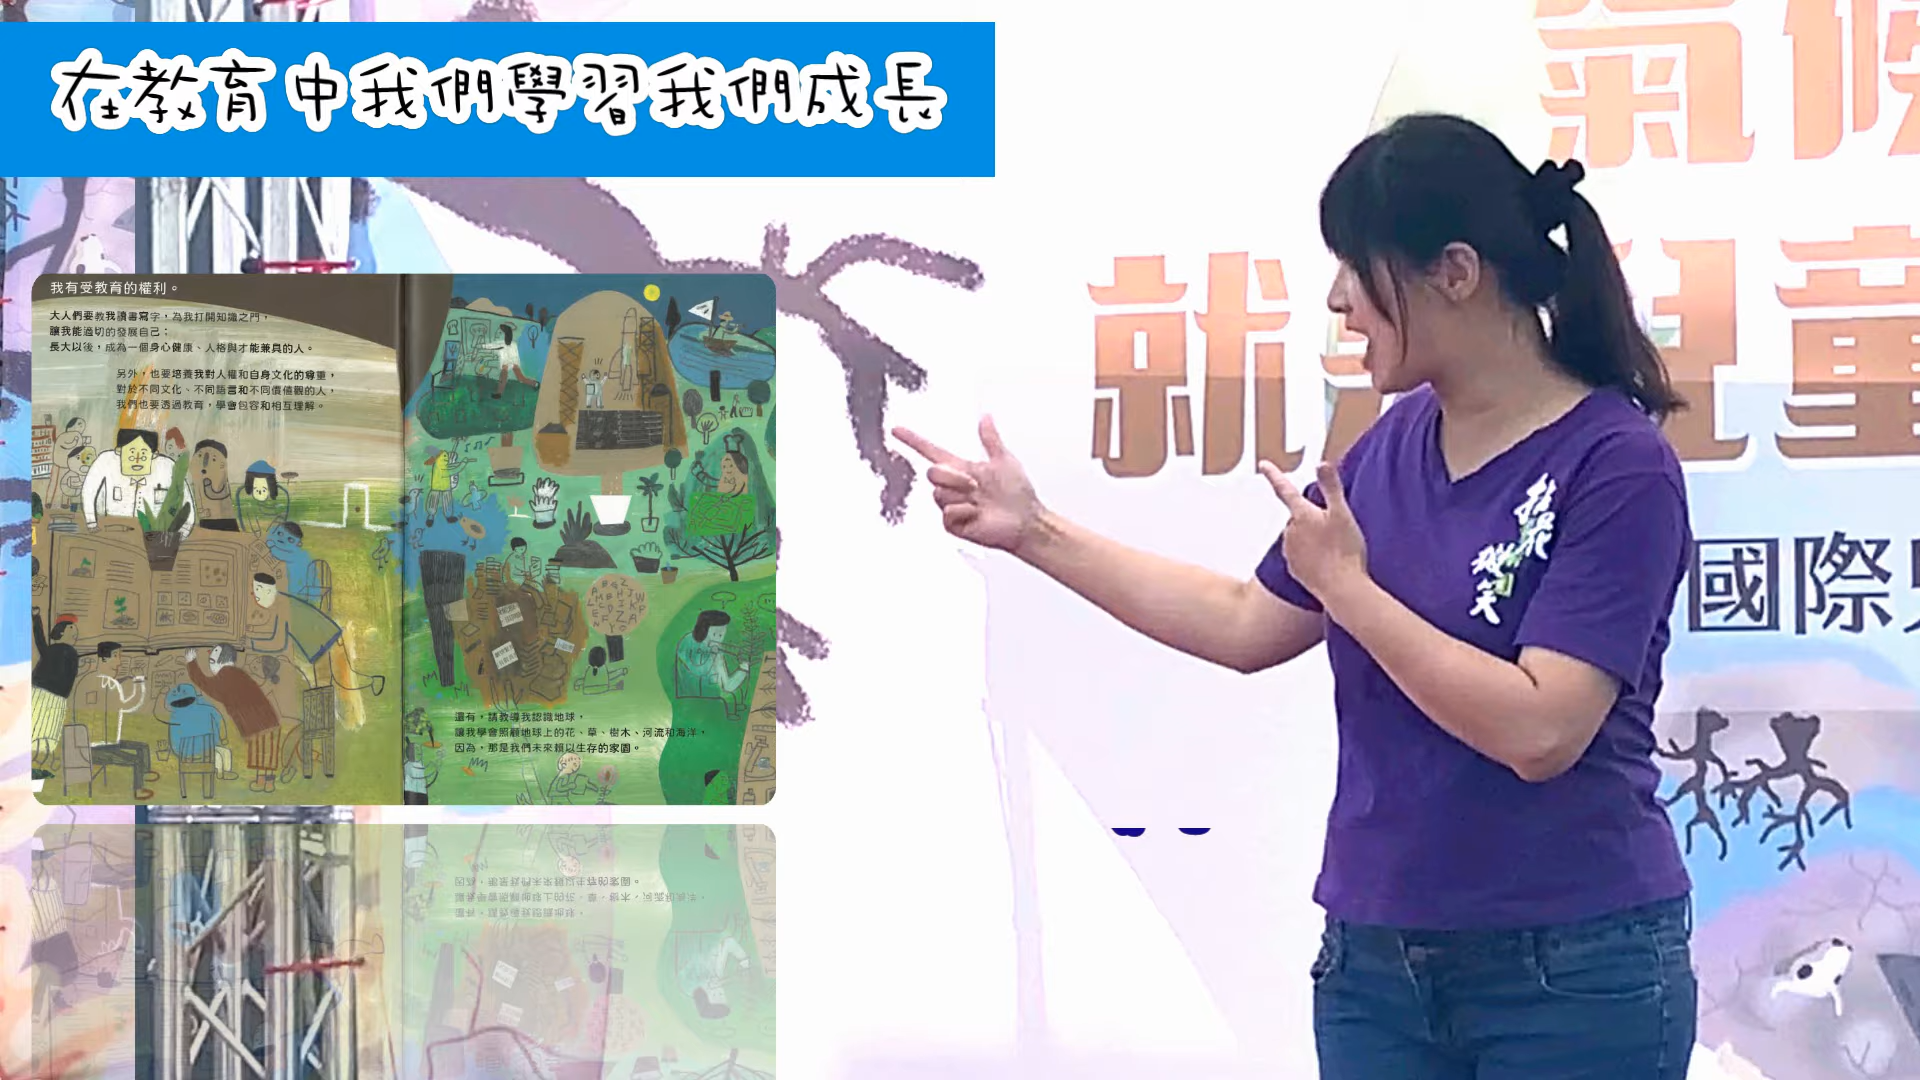 在教育中我們學習我們成長
我有受教育的權利。
大人們要教我讀書寫字，為我打開知識之門，
讓我能適切的發展自己；
長大以後，成為一個身心健康、人格與才能兼具的人。
另外，也要培養我對人權和自身文化的尊重，
對於不同文化、不同語言和不同價值觀的人，
我們也要透過教育，學會包容和相互理解。
還有，請教導我認識地球，
讓我學會照顧地球上的花、草、樹木、河流和海洋，
因為，那是我們未來賴以生存的家園。
氣候
就是兒童
國際